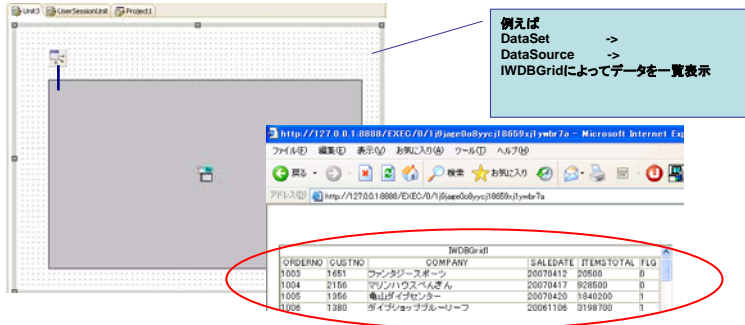 Unit3 UserSessionUnit Project1
例えば
DataSet ->
DataSource ->
IWDBGridによってデータを一覧表示
http://127.0.0.1:8888/EXEC/0/1j9jage0o8yycj18659xj1ywbr7a - Microsoft Internet Exp
ファイル(F) 編集(E) 表示(V) お気に入り(A) ツール(T) ヘルプ(H)
戻る 検索 お気に入り
アドレス(D) http://127.0.0.1:8888/EXEC/0/1j9jage0o8yycj18659xj1ywbr7a
IWDBGrid1
ORDERNO CUSTNO COMPANY SALEDATE ITEMSTOTAL FLG
1003 1651 ファンタジースポーツ 20070412 20500 0
1004 2156 マリンハウスぺんぎん 20070417 928500 0
1005 1356 亀山ダイブセンター 20070420 1840200 1
1006 1380 ダイブショップブルーリーフ 20061106 3198700 1